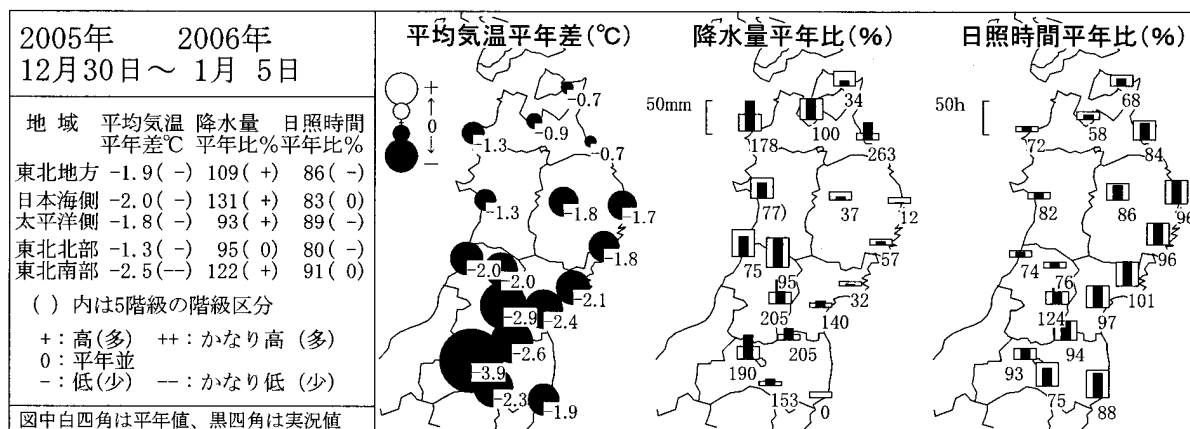 2005年 2006年
12月30日～ 1月 5日
地 域 平均気温 降水量 日照時間
平年差℃ 平年比% 平年比%
東北地方 -1.9( -) 109( +) 86( -)
日本海側 -2.0( -) 131( +) 83( 0)
太平洋側 -1.8( -) 93( +) 89( -)
東北北部 -1.3( -) 95( 0) 80( -)
東北南部 -2.5(--) 122( +) 91( 0)
( ) 内は5階級の階級区分
+：高(多) ++：かなり高 (多)
0：平年並
-：低(少) --：かなり低 (少)
図中白四角は平年値、黒四角は実況値
平均気温平年差(℃)
+
↑
0
↓
-
-0.7
-0.9
-1.3
-0.7
-1.3
-1.8
-1.7
-1.8
-2.0
-2.0
-2.1
-2.9
-2.4
-2.6
-3.9
-2.3
-1.9
降水量平年比(%)
50mm
34
100
178
263
77)
37
12
57
75
95
32
205
140
205
190
153
0
日照時間平年比(%)
50h
68
58
72
84
82
86
96
96
74
76
101
124
97
94
93
75
88